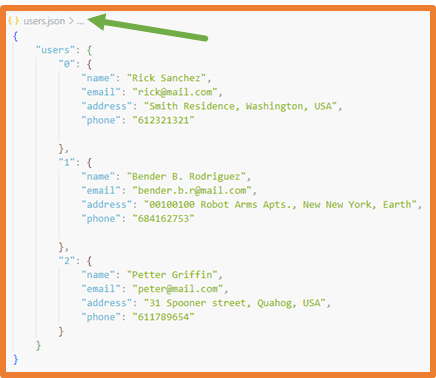 {} users.json > ...
{
    "users": {
        "0": {
            "name": "Rick Sanchez",
            "email": "rick@mail.com",
            "address": "Smith Residence, Washington, USA",
            "phone": "612321321"

        },
        "1": {
            "name": "Bender B. Rodriguez",
            "email": "bender.b.r@mail.com",
            "address": "00100100 Robot Arms Apts., New New York, Earth",
            "phone": "684162753"

        },
        "2": {
            "name": "Petter Griffin",
            "email": "peter@mail.com",
            "address": "31 Spooner street, Quahog, USA",
            "phone": "611789654"
        }
    }
}